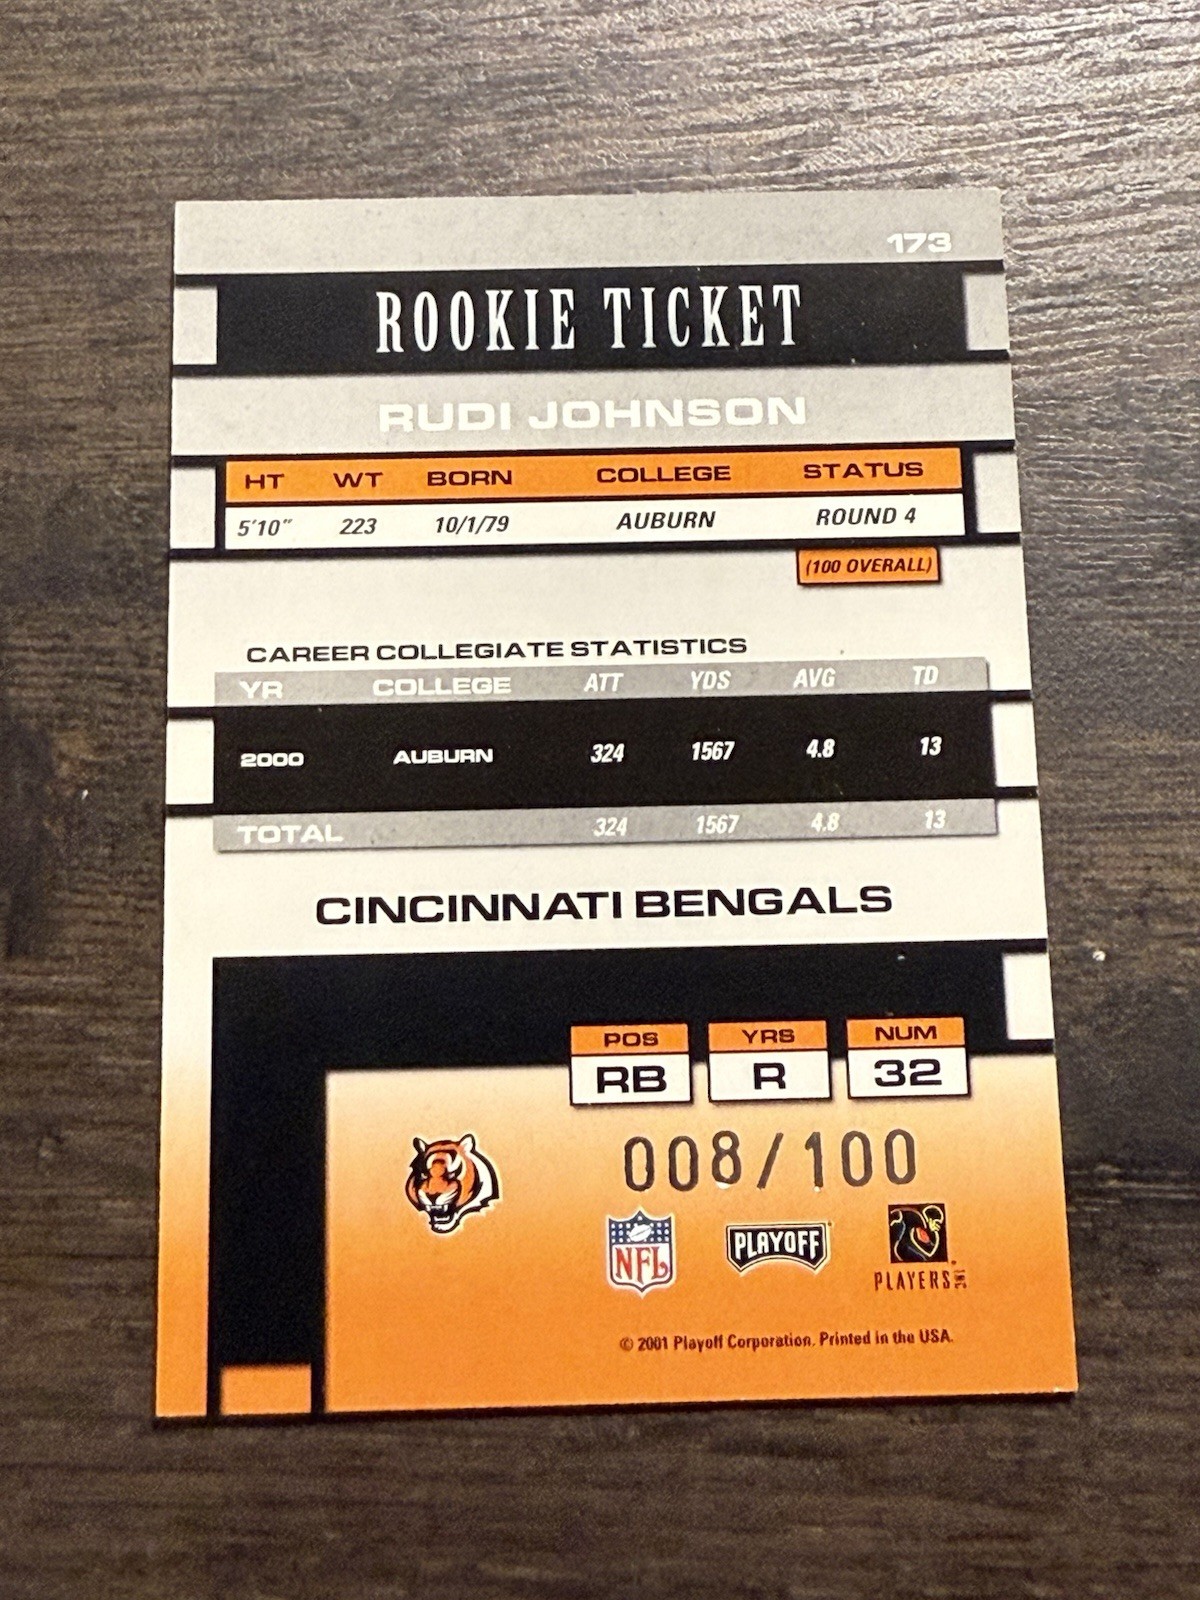 173
ROOKIE TICKET
RUDI JOHNSON
HT WT BORN COLLEGE STATUS
5'10" 223 10/1/79 AUBURN ROUND 4
(100 OVERALL)
CAREER COLLEGIATE STATISTICS
YR COLLEGE ATT YDS AVG TD
2000 AUBURN 324 1567 4.8 13
TOTAL 324 1567 4.8 13
CINCINNATI BENGALS
POS YRS NUM
RB R 32
008/100
NFL PLAYOFF PLAYERS INC
© 2001 Playoff Corporation. Printed in the USA.